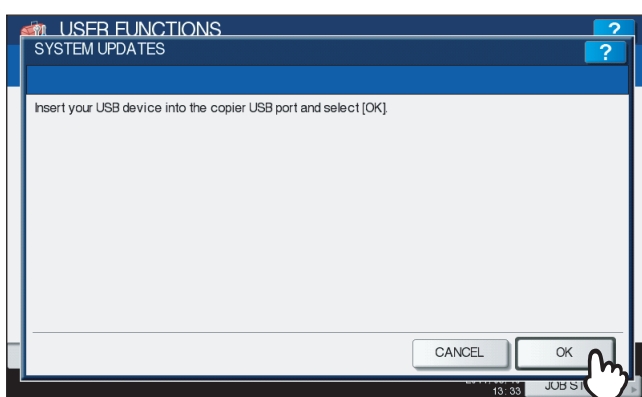 USER FUNCTIONS
?
SYSTEM UPDATES
?
Insert your USB device into the copier USB port and select [OK].
CANCEL
OK
13:33
JOB